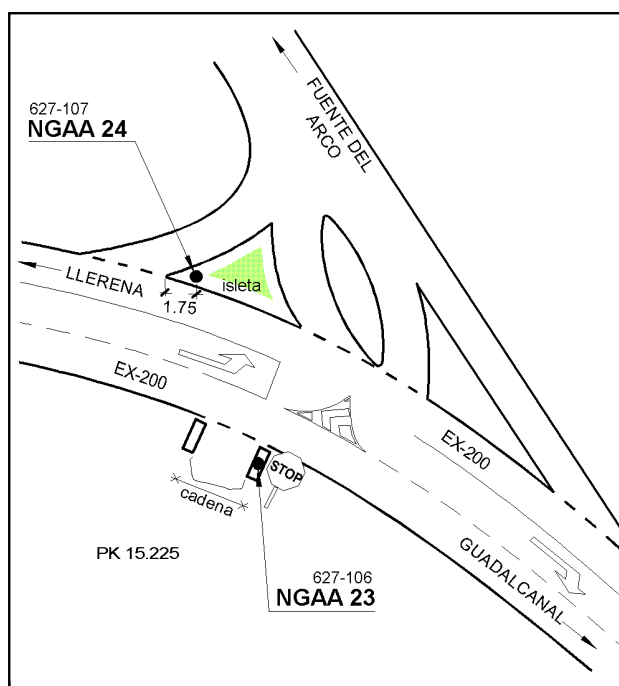 FUENTE DEL
ARCO
627-107
NGAA 24
LLERENA
isleta
1.75
EX-200
EX-200
STOP
cadena
PK 15.225
GUADALCANAL
627-106
NGAA 23